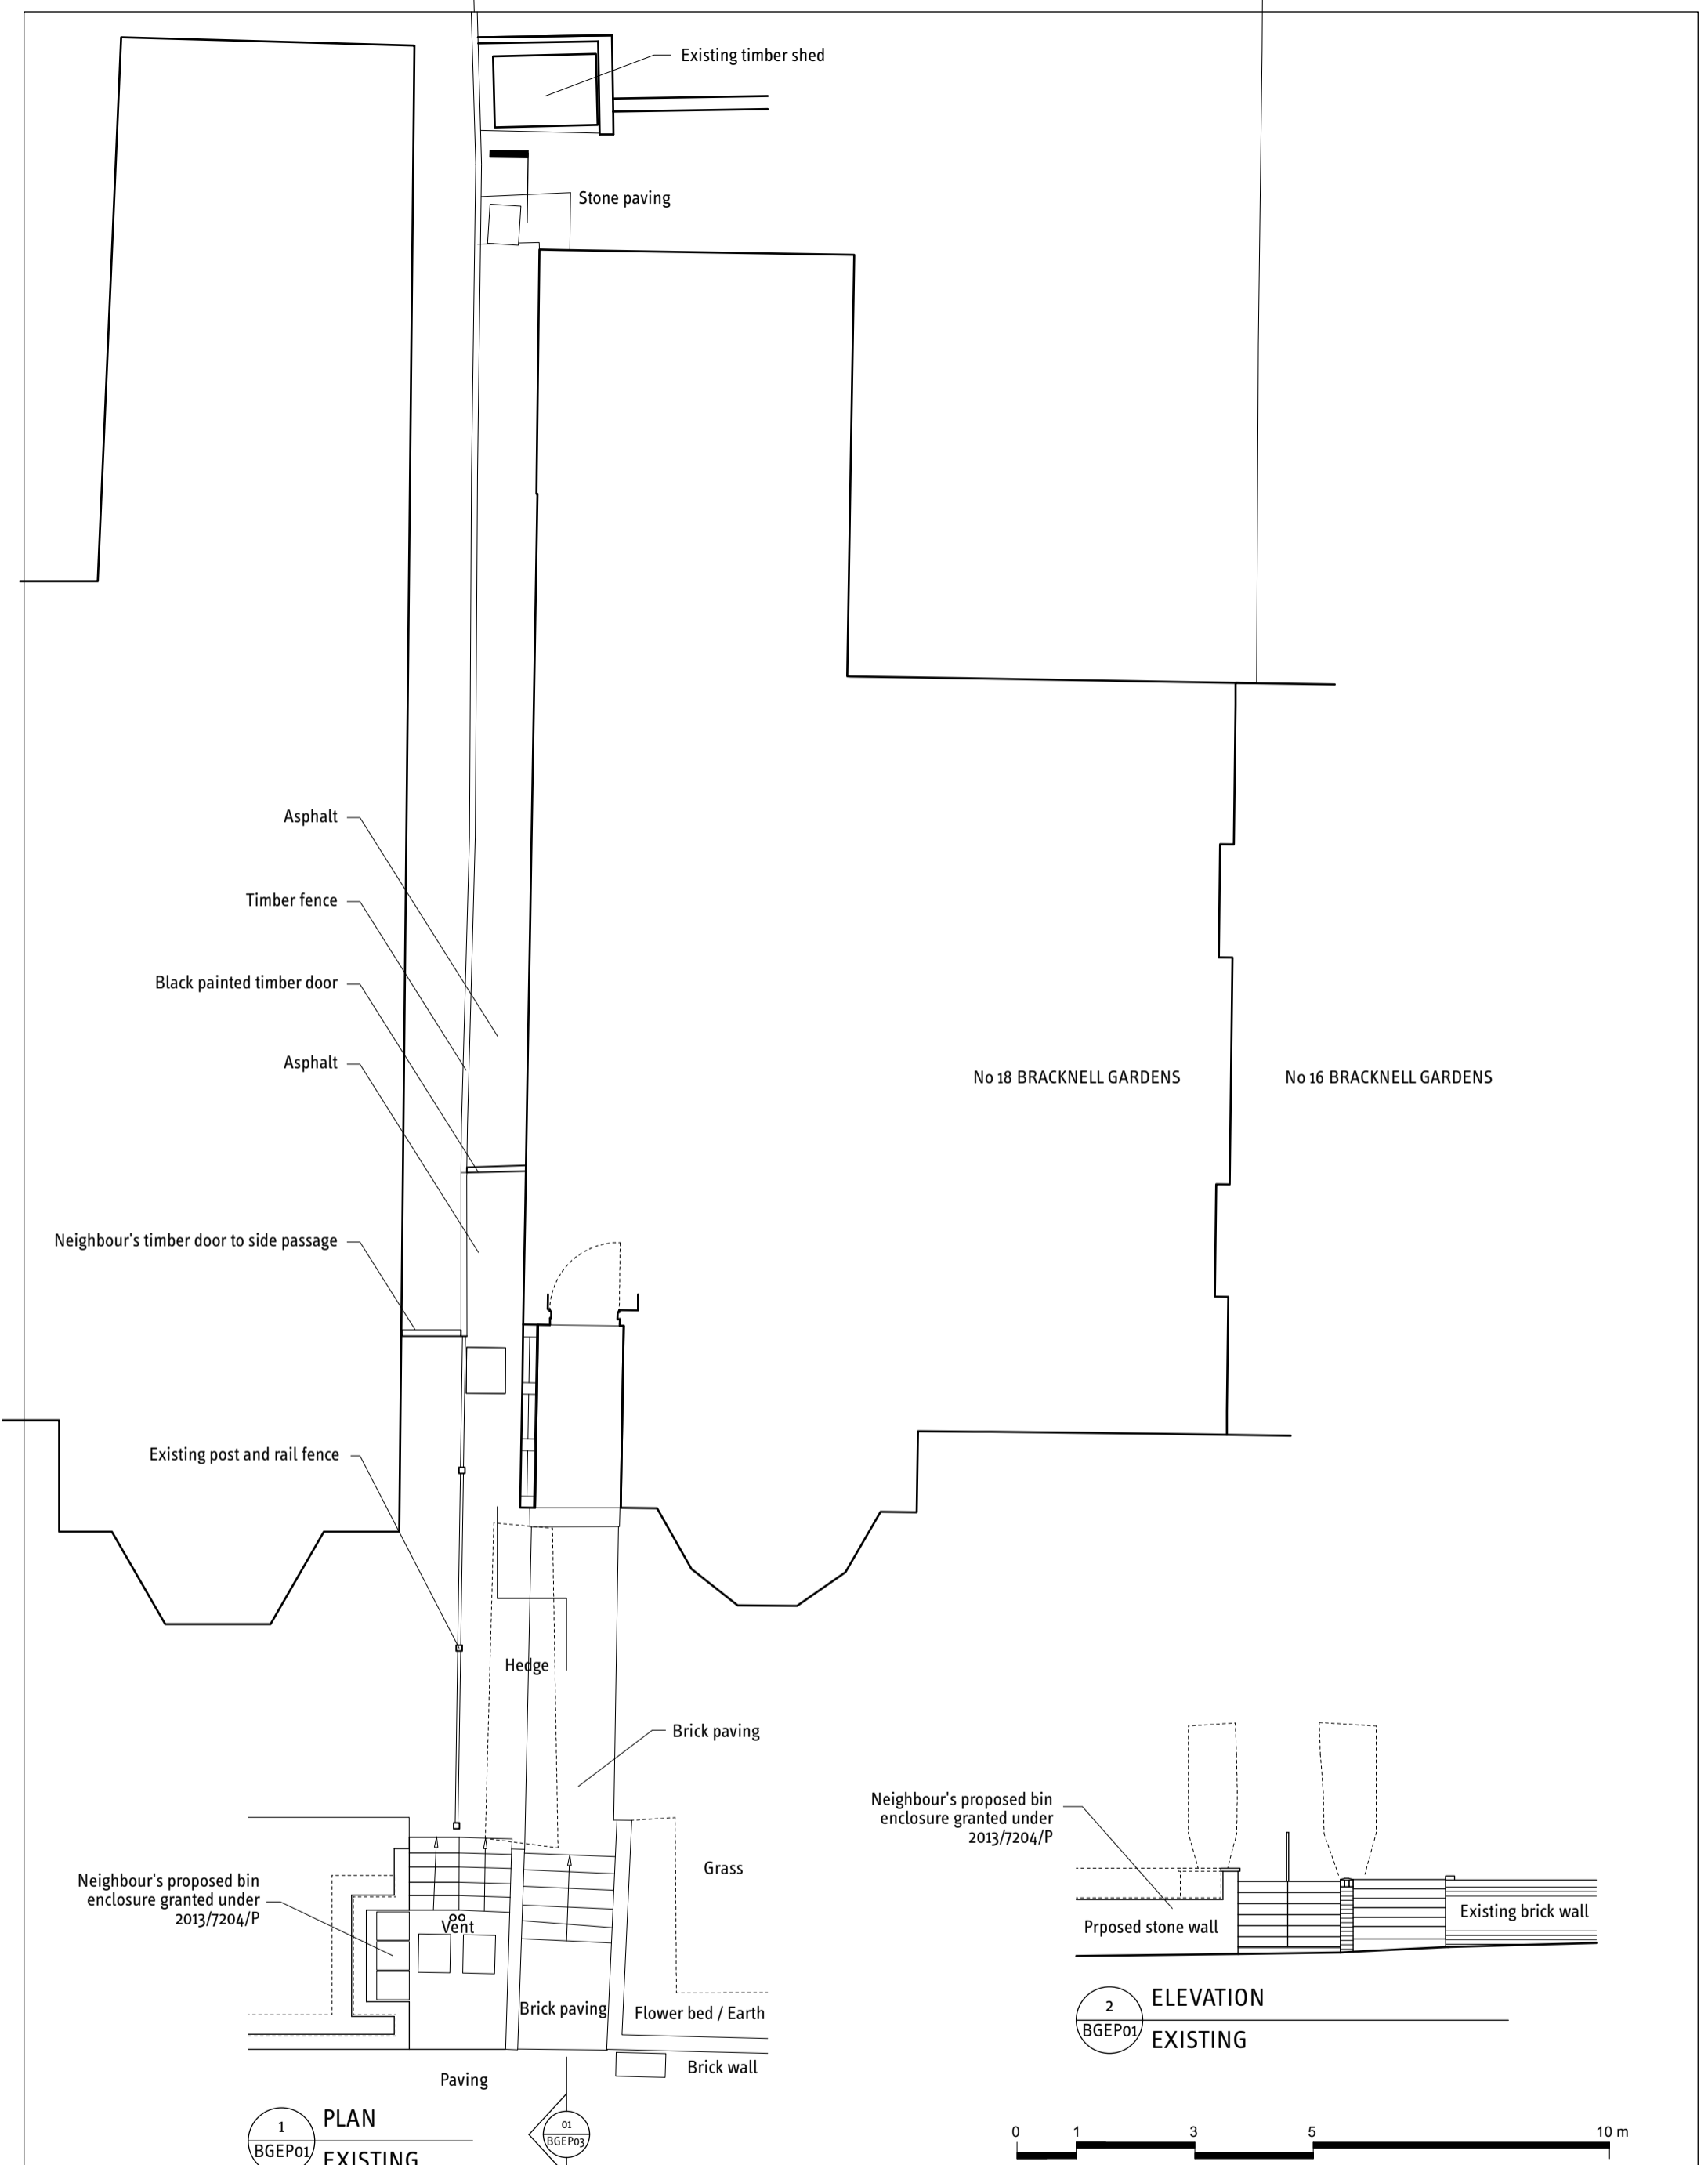 Existing timber shed
Stone paving
Asphalt
Timber fence
Black painted timber door
Asphalt
No 18 BRACKNELL GARDENS
No 16 BRACKNELL GARDENS
Neighbour's timber door to side passage
Existing post and rail fence
Hedge
Brick paving
Neighbour's proposed bin
enclosure granted under
2013/7204/P
Grass
Neighbour's proposed bin
enclosure granted under
2013/7204/P
Vent
Prposed stone wall
Existing brick wall
Brick paving
Flower bed / Earth
2
BGEP01
ELEVATION
EXISTING
Brick wall
Paving
1
BGEP01
PLAN
EXISTING
01
BGEP03
0 1 3 5 10 m